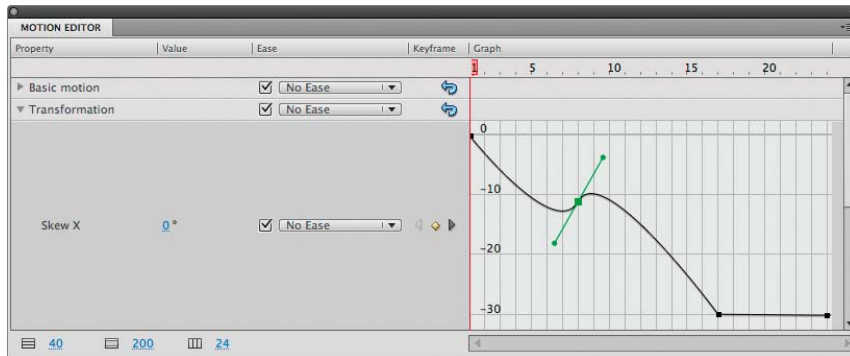 MOTION EDITOR
Property Value Ease Keyframe Graph
1 5 10 15 20
Basic motion No Ease
Transformation No Ease
0
-10
Skew X 0° No Ease
-20
-30
40 200 24